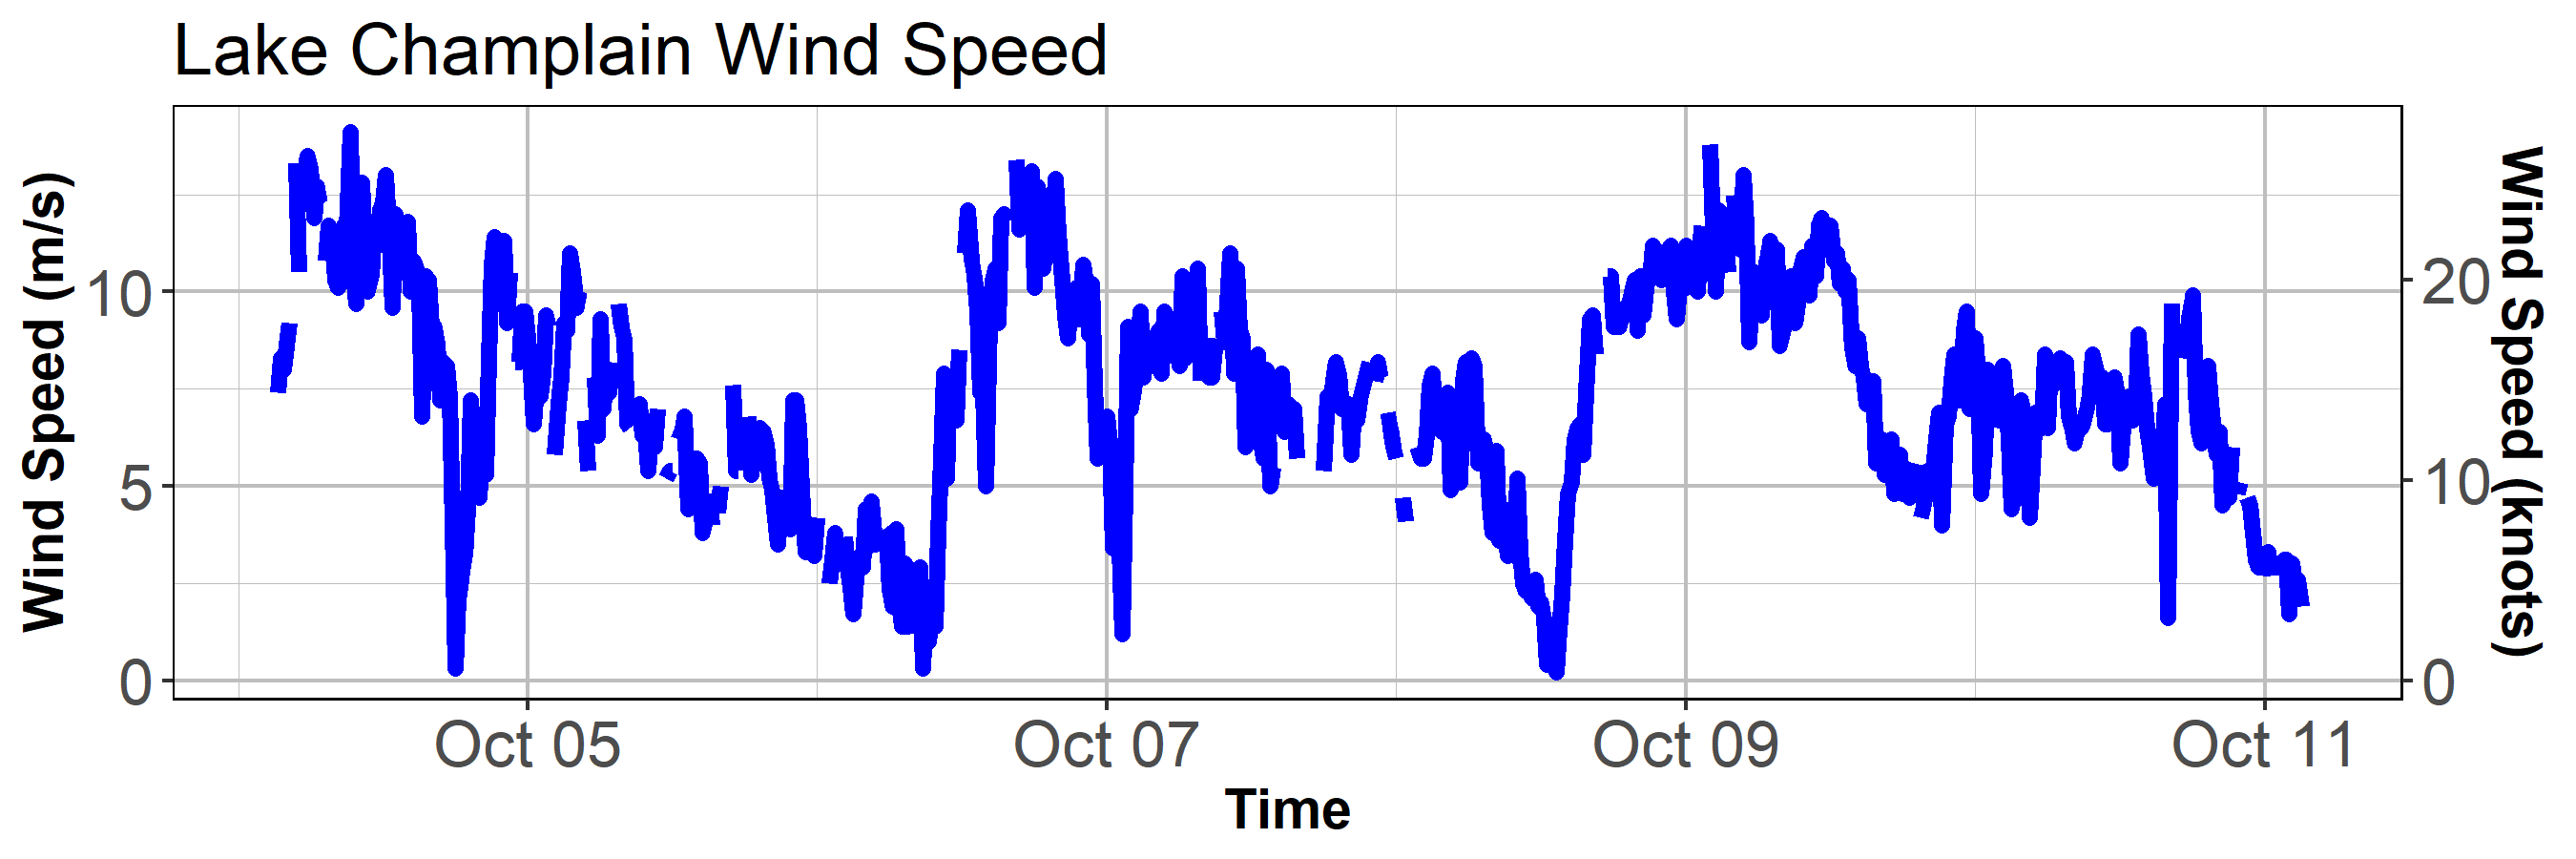 Lake Champlain Wind Speed
Wind Speed (m/s)
10
5
0
20
10
0
Wind Speed (knots)
Oct 05
Oct 07
Oct 09
Oct 11
Time